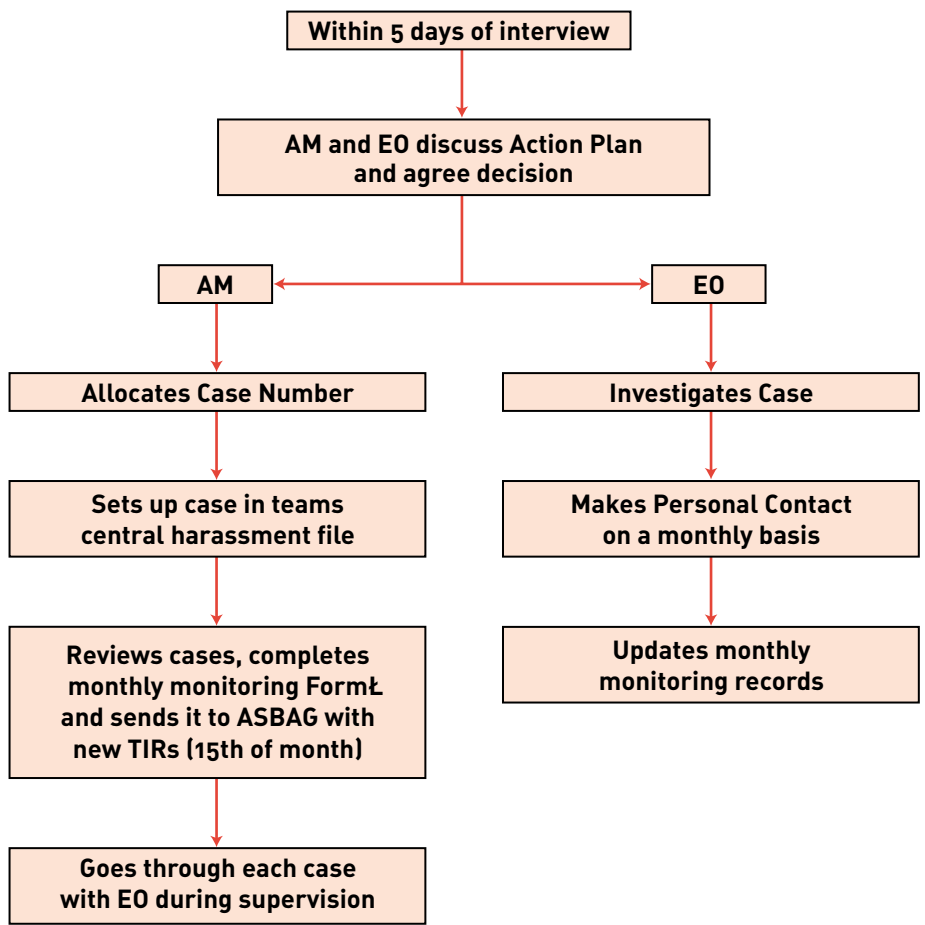 Within 5 days of interview
AM and EO discuss Action Plan
and agree decision
AM
EO
Allocates Case Number
Investigates Case
Sets up case in teams
central harassment file
Makes Personal Contact
on a monthly basis
Reviews cases, completes
monthly monitoring FormŁ
and sends it to ASBAG with
new TIRs (15th of month)
Updates monthly
monitoring records
Goes through each case
with EO during supervision